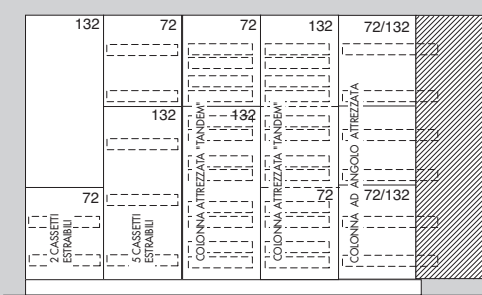 132
72
72
132
72/132
132
132
72
72
72/132
2 CASSETTI
ESTRAIBILI
5 CASSETTI
ESTRAIBILI
COLONNA ATTREZZATA "TANDEM"
COLONNA ATTREZZATA "TANDEM"
COLONNA AD ANGOLO ATTREZZATA